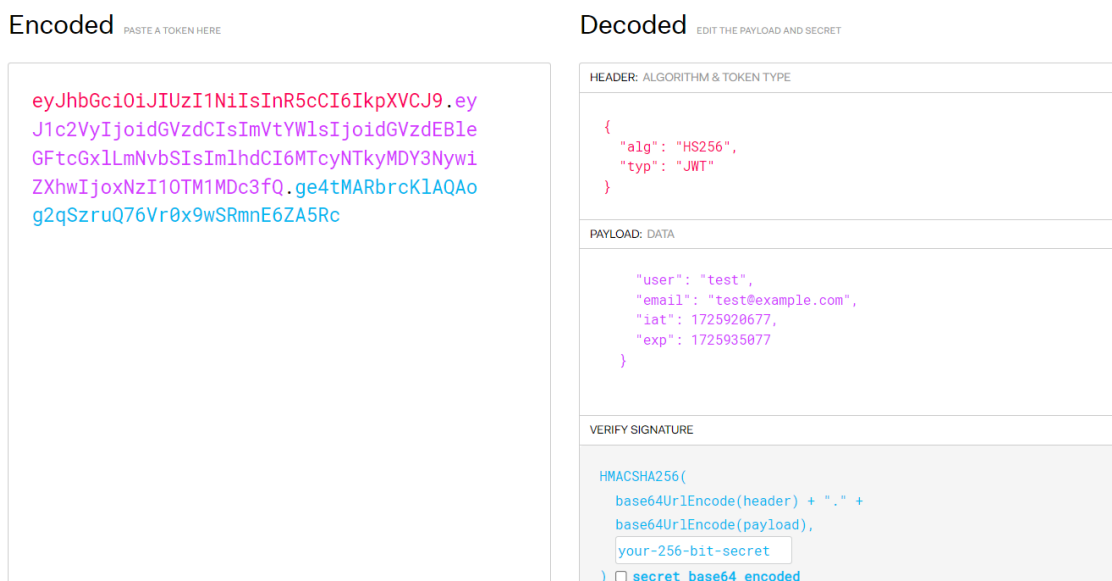 Encoded PASTE A TOKEN HERE
eyJhbGciOiJIUzI1NiIsInR5cCI6IkpXVCJ9.ey
J1c2VyIjoidGVzdCIsImVtYWlsIjoidGVzdEBle
GFtcGxlLmNvbSIsImlhdCI6MTcyNTkyMDY3Nywi
ZXhwIjoxNzI1OTM1MDc3fQ.ge4tMARbrcKlAQAo
g2qSzruQ76Vr0x9wSRmnE6ZA5Rc
Decoded EDIT THE PAYLOAD AND SECRET
HEADER: ALGORITHM & TOKEN TYPE
{
"alg": "HS256",
"typ": "JWT"
}
PAYLOAD: DATA
"user": "test",
"email": "test@example.com",
"iat": 1725920677,
"exp": 1725935077
}
VERIFY SIGNATURE
HMACSHA256(
base64UrlEncode(header) + "." +
base64UrlEncode(payload),
your-256-bit-secret
) secret base64 encoded